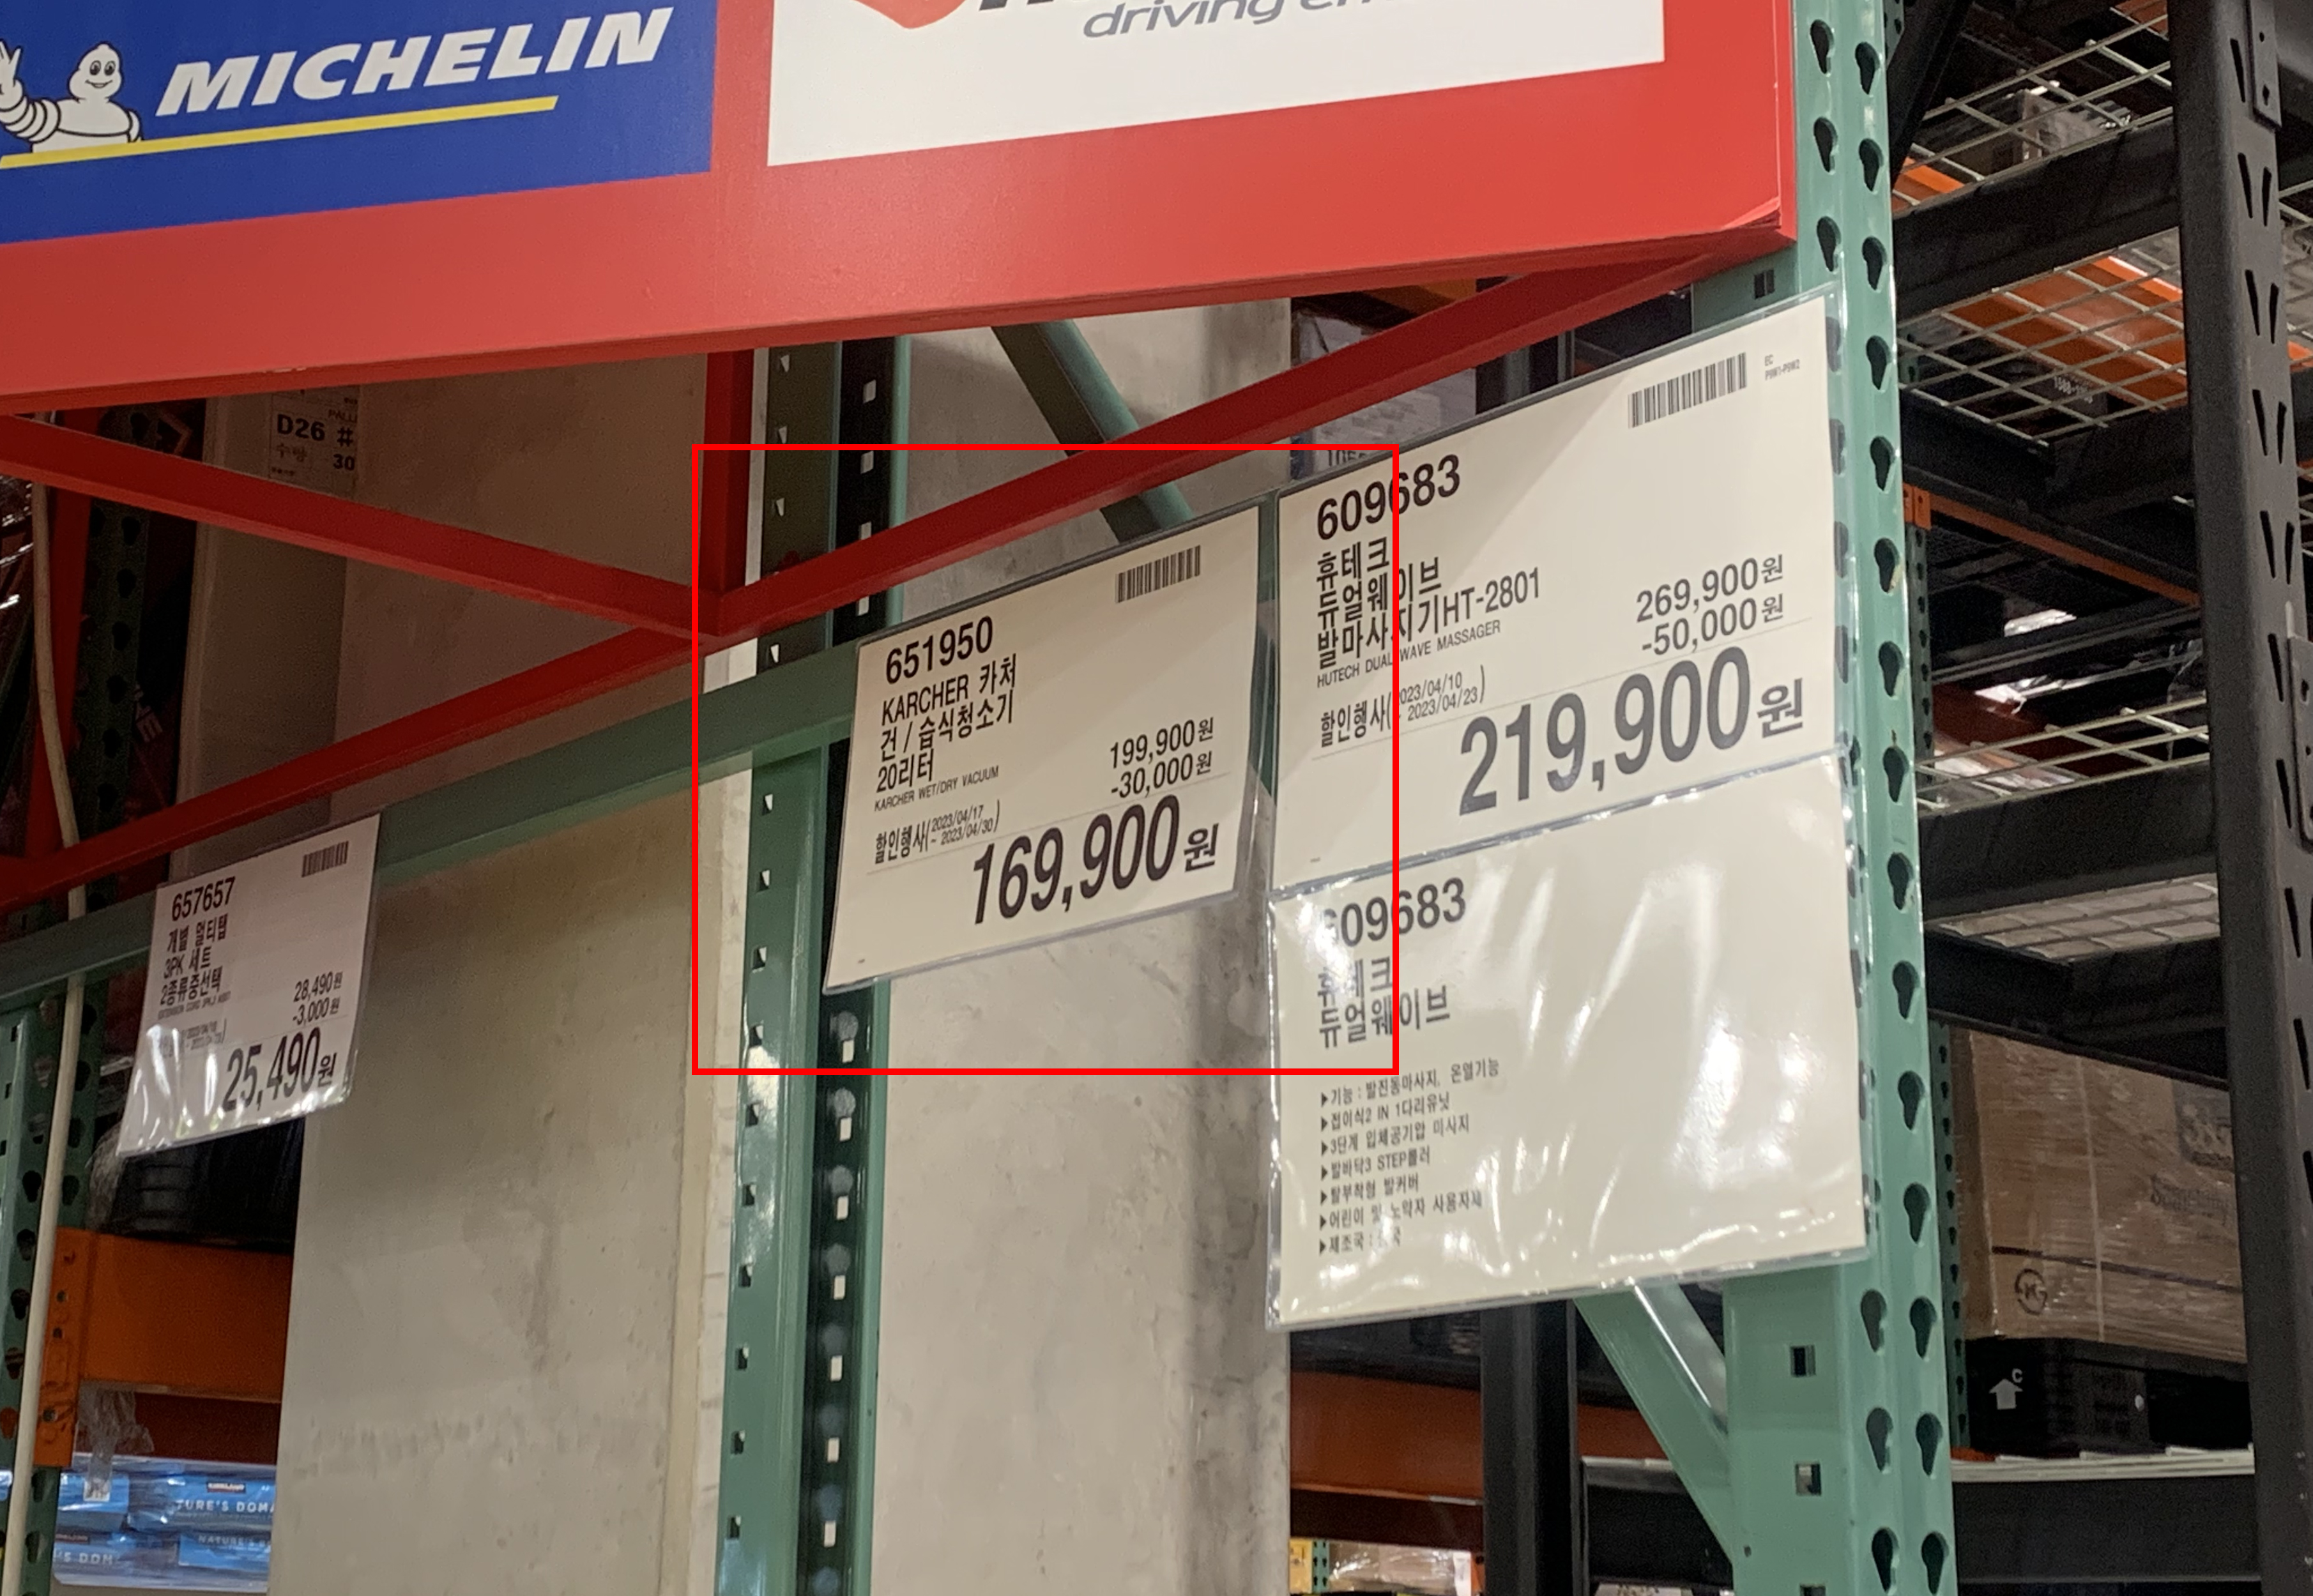 MICHELIN
driving
D26 #
30
657657
개별 멀티탭
3PK 세트
2종류중선택
28,490원
-3,000원
25,490원
651950
KARCHER 카처
건/습식청소기
20리터
KARCHER WET/DRY VACUUM
199,900원
-30,000원
할인행사(2023/04/17 ~ 2023/04/30)
169,900원
609683
휴테크
듀얼웨이브
발마사지기HT-2801
HUTECH DUAL WAVE MASSAGER
269,900원
-50,000원
할인행사(2023/04/10 ~ 2023/04/23)
219,900원
609683
휴테크
듀얼웨이브
▶기능 : 발진동마사지, 온열기능
▶접이식2 IN 1다리유닛
▶3단계 입체공기압 마사지
▶발바닥3 STEP롤러
▶탈부착형 발커버
▶어린이 및 노약자 사용자제
▶제조국 :
TURE'S DOMA
NATURE'S
'S DOM
C